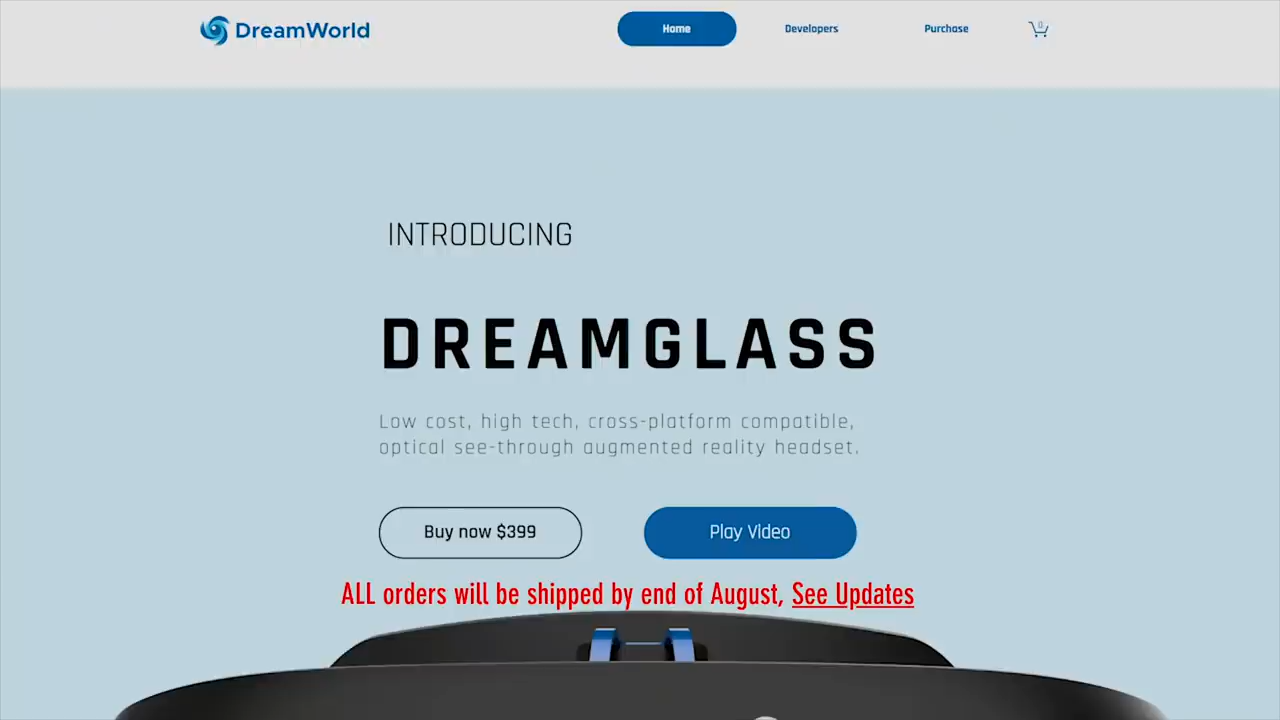 DreamWorld
Home
Developers
Purchase
0
INTRODUCING
DREAMGLASS
Low cost, high tech, cross-platform compatible,
optical see-through augmented reality headset.
Buy now $399
Play Video
ALL orders will be shipped by end of August, See Updates